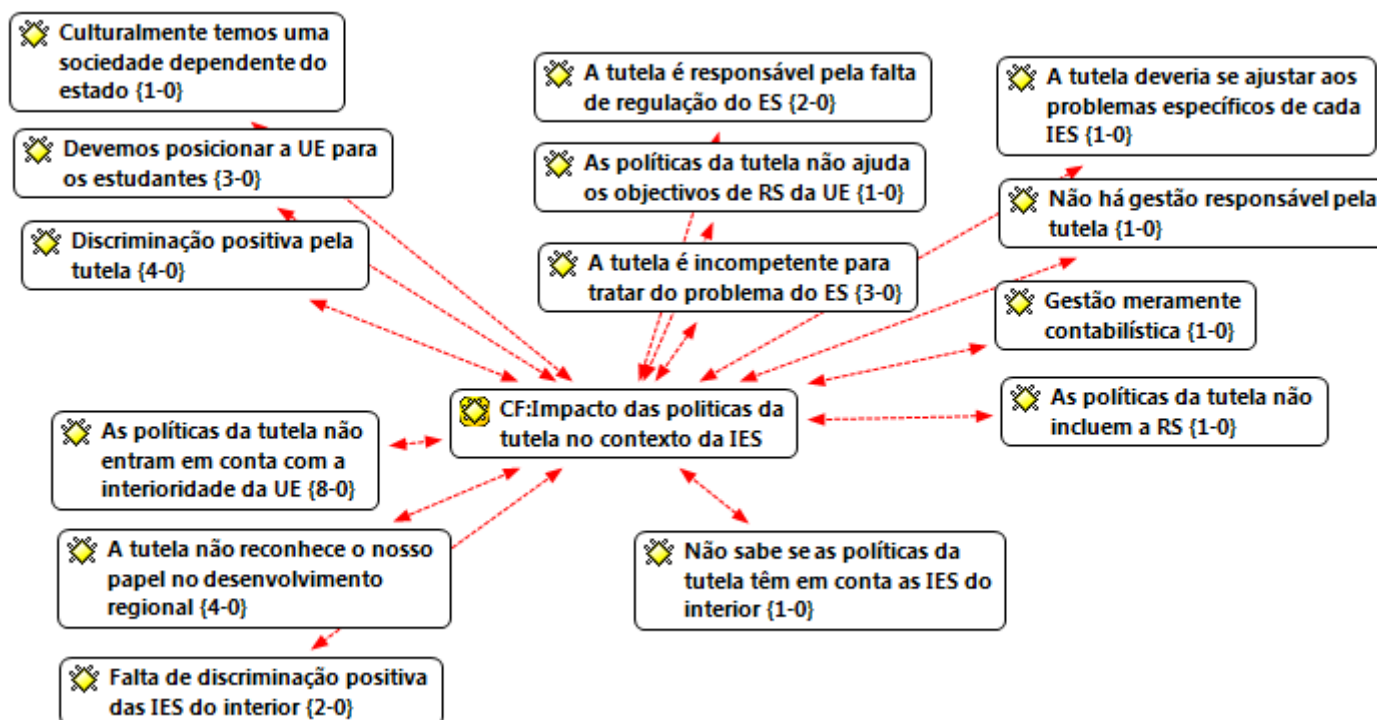 Culturalmente temos uma
sociedade dependente do
estado {1-0}
Devemos posicionar a UE para
os estudantes {3-0}
Discriminação positiva pela
tutela {4-0}
A tutela é responsável pela falta
de regulação do ES {2-0}
As políticas da tutela não ajuda
os objectivos de RS da UE {1-0}
A tutela é incompetente para
tratar do problema do ES {3-0}
A tutela deveria se ajustar aos
problemas específicos de cada
IES {1-0}
Não há gestão responsável pela
tutela {1-0}
Gestão meramente
contabilística {1-0}
As políticas da tutela não
incluem a RS {1-0}
CF:Impacto das politicas da
tutela no contexto da IES
As políticas da tutela não
entram em conta com a
interioridade da UE {8-0}
A tutela não reconhece o nosso
papel no desenvolvimento
regional {4-0}
Falta de discriminação positiva
das IES do interior {2-0}
Não sabe se as políticas da
tutela têm em conta as IES do
interior {1-0}